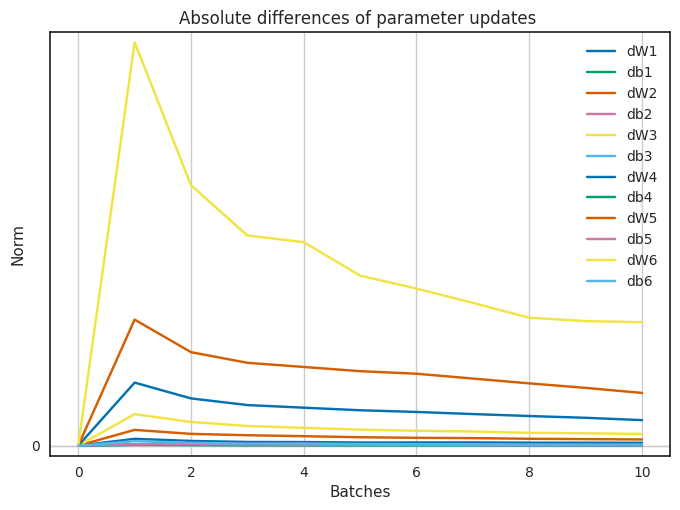 Absolute differences of parameter updates
Norm
0
dW1
db1
dW2
db2
dW3
db3
dW4
db4
dW5
db5
dW6
db6
0 2 4 6 8 10
Batches